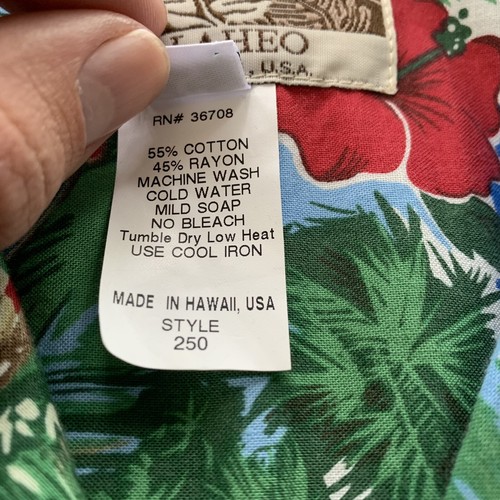 U.S.A.
RN# 36708
55% COTTON
45% RAYON
MACHINE WASH
COLD WATER
MILD SOAP
NO BLEACH
Tumble Dry Low Heat
USE COOL IRON
MADE IN HAWAII, USA
STYLE
250